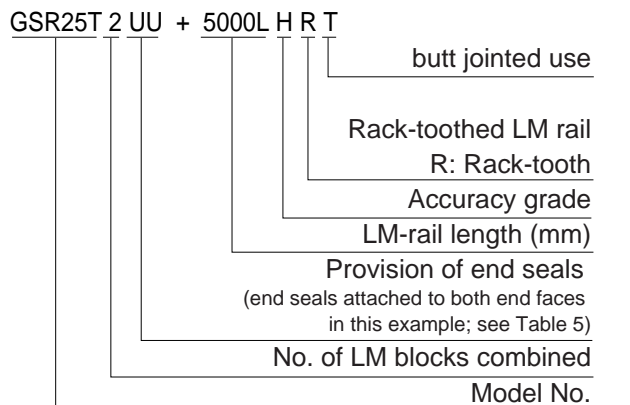 GSR25T 2 UU + 5000L H R T
butt jointed use
Rack-toothed LM rail
R: Rack-tooth
Accuracy grade
LM-rail length (mm)
Provision of end seals
(end seals attached to both end faces
in this example; see Table 5)
No. of LM blocks combined
Model No.